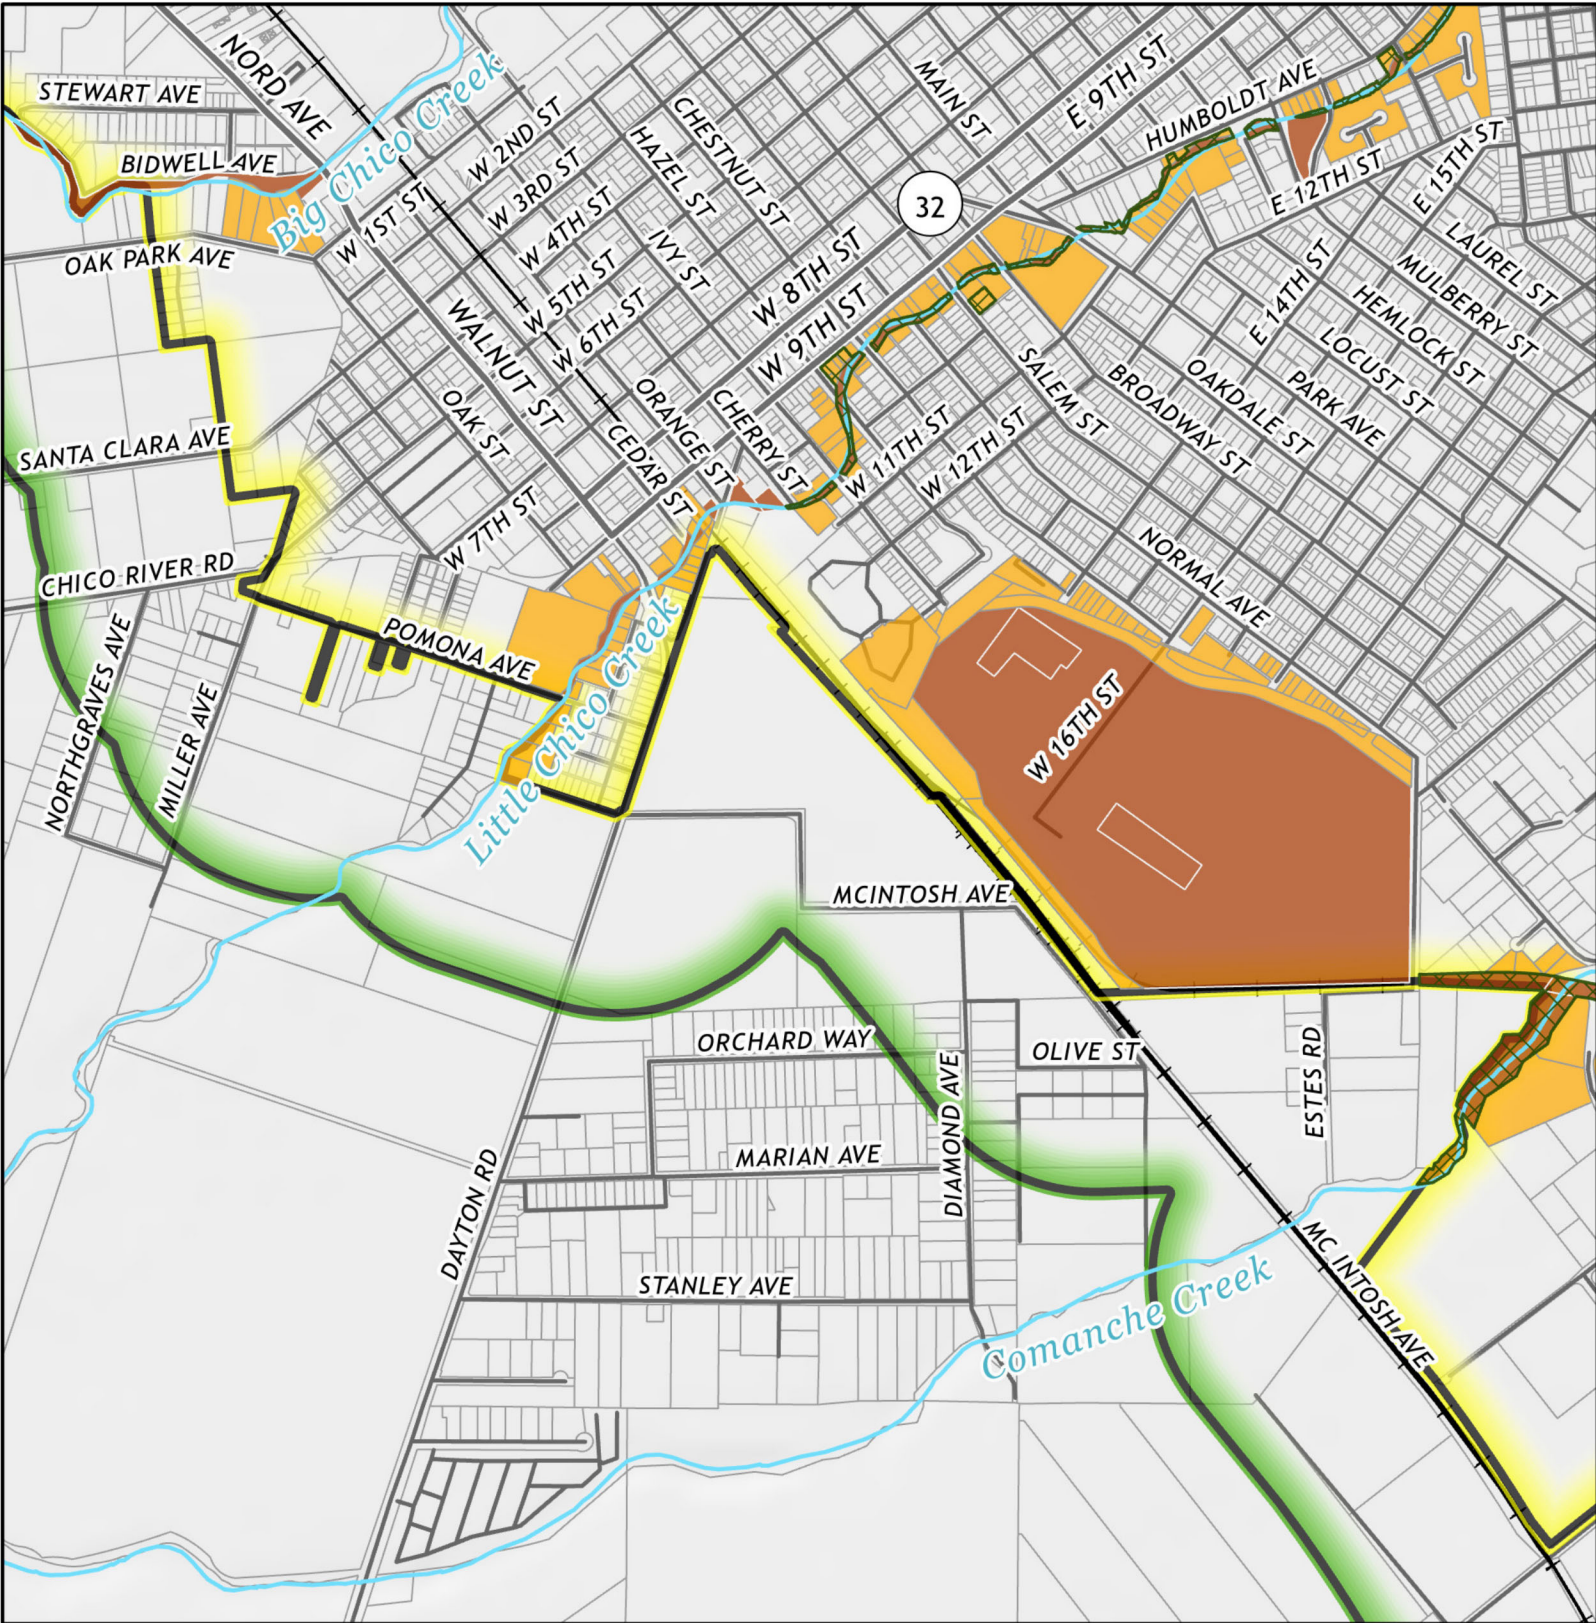 STEWART AVE
NORD AVE
BIDWELL AVE
Big Chico Creek
OAK PARK AVE
W 1ST ST
W 2ND ST
W 3RD ST
W 4TH ST
W 5TH ST
W 6TH ST
CHESTNUT ST
HAZEL ST
IVY ST
MAIN ST
E 9TH ST
HUMBOLDT AVE
32
W 8TH ST
W 9TH ST
E 12TH ST
E 15TH ST
E 14TH ST
LAUREL ST
MULBERRY ST
HEMLOCK ST
LOCUST ST
PARK AVE
OAKDALE ST
BROADWAY ST
SALEM ST
WALNUT ST
OAK ST
ORANGE ST
CHERRY ST
CEDAR ST
W 11TH ST
W 12TH ST
SANTA CLARA AVE
W 7TH ST
CHICO RIVER RD
NORMAL AVE
POMONA AVE
Little Chico Creek
NORTHGRAVES AVE
MILLER AVE
W 16TH ST
MCINTOSH AVE
ORCHARD WAY
OLIVE ST
DIAMOND AVE
ESTES RD
MARIAN AVE
DAYTON RD
STANLEY AVE
Comanche Creek
MC INTOSH AVE